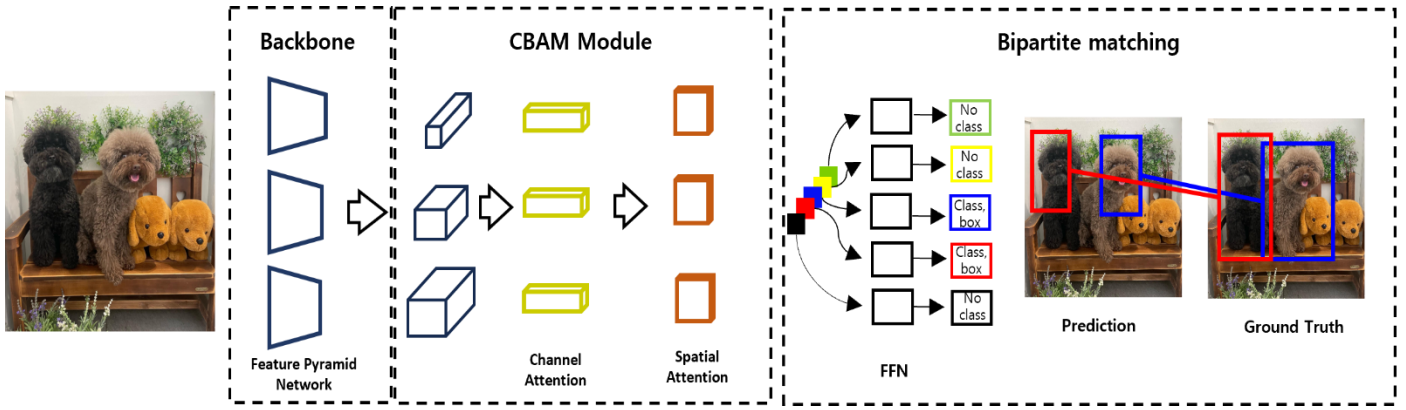 Backbone
Feature Pyramid
Network
CBAM Module
Channel
Attention
Spatial
Attention
Bipartite matching
No
class
No
class
Class,
box
Class,
box
No
class
FFN
Prediction
Ground Truth